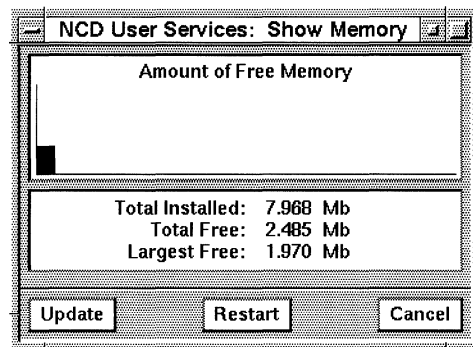 NCD User Services: Show Memory
Amount of Free Memory
Total Installed: 7.968 Mb
Total Free: 2.485 Mb
Largest Free: 1.970 Mb
Update Restart Cancel